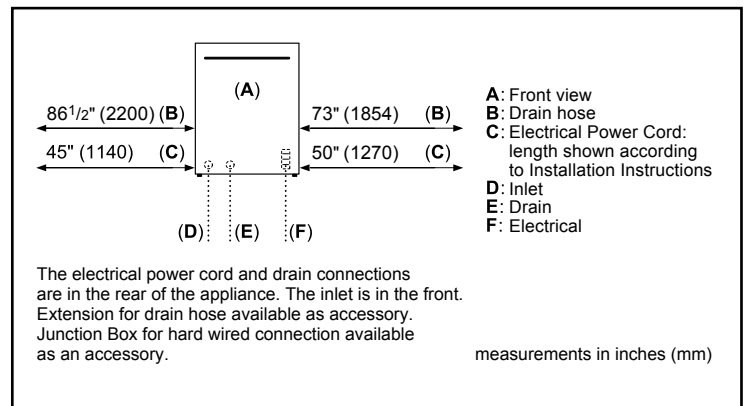 (A)
86 1/2" (2200) (B)
73" (1854) (B)
45" (1140) (C)
50" (1270) (C)
(D)
(E)
(F)
A: Front view
B: Drain hose
C: Electrical Power Cord:
length shown according
to Installation Instructions
D: Inlet
E: Drain
F: Electrical
The electrical power cord and drain connections
are in the rear of the appliance. The inlet is in the front.
Extension for drain hose available as accessory.
Junction Box for hard wired connection available
as an accessory.
measurements in inches (mm)